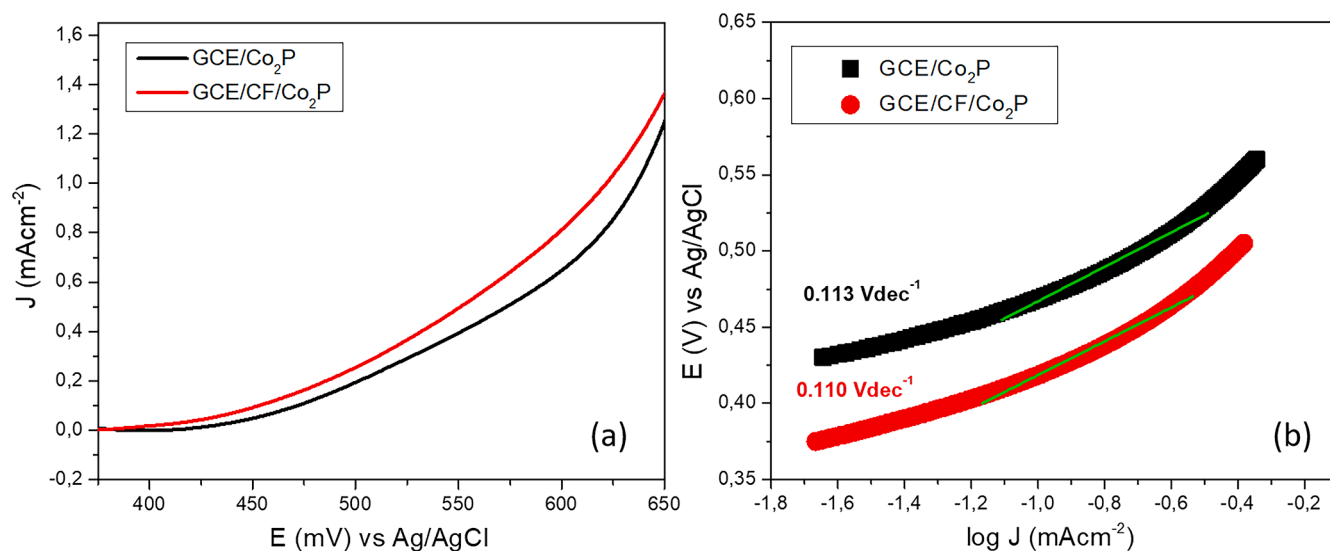 1,6
1,4
1,2
1,0
0,8
0,6
0,4
0,2
0,0
-0,2
J (mAcm⁻²)
GCE/Co₂P
GCE/CF/Co₂P
(a)
400
450
500
550
600
650
E (mV) vs Ag/AgCl
0,65
0,60
0,55
0,50
0,45
0,40
0,35
E (V) vs Ag/AgCl
GCE/Co₂P
GCE/CF/Co₂P
0.113 Vdec⁻¹
0.110 Vdec⁻¹
(b)
-1,8
-1,6
-1,4
-1,2
-1,0
-0,8
-0,6
-0,4
-0,2
log J (mAcm⁻²)